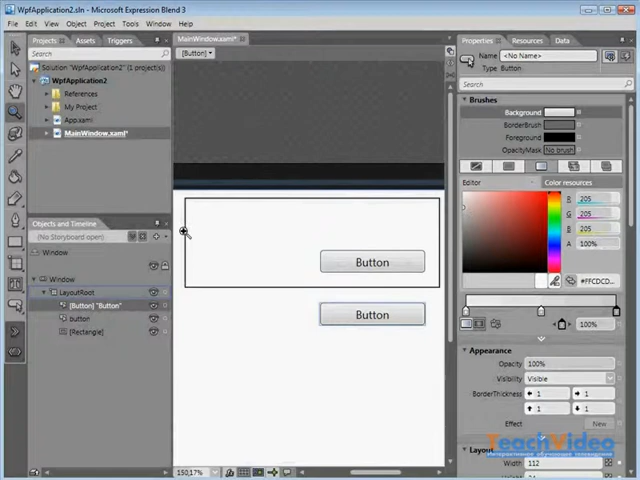 WpfApplication2.sln - Microsoft Expression Blend 3
File Edit View Object Project Tools Window Help
Projects Assets Triggers
Search
Solution "WpfApplication2" (1 project(s))
WpfApplication2
References
My Project
App.xaml
MainWindow.xaml*
Objects and Timeline
(No Storyboard open)
Window
Window
LayoutRoot
[Button] "Button"
button
[Rectangle]
MainWindow.xaml*
[Button]
Button
Button
150,17%
Properties Resources Data
Name <No Name>
Type Button
Search
Brushes
Background
BorderBrush
Foreground
OpacityMask No brush
Editor Color resources
R 205
G 205
B 205
A 100%
#FFCDCD...
100%
Appearance
Opacity 100%
Visibility Visible
BorderThickness 1 1
1 1
Effect New
TeachVideo
Layout
Width 112